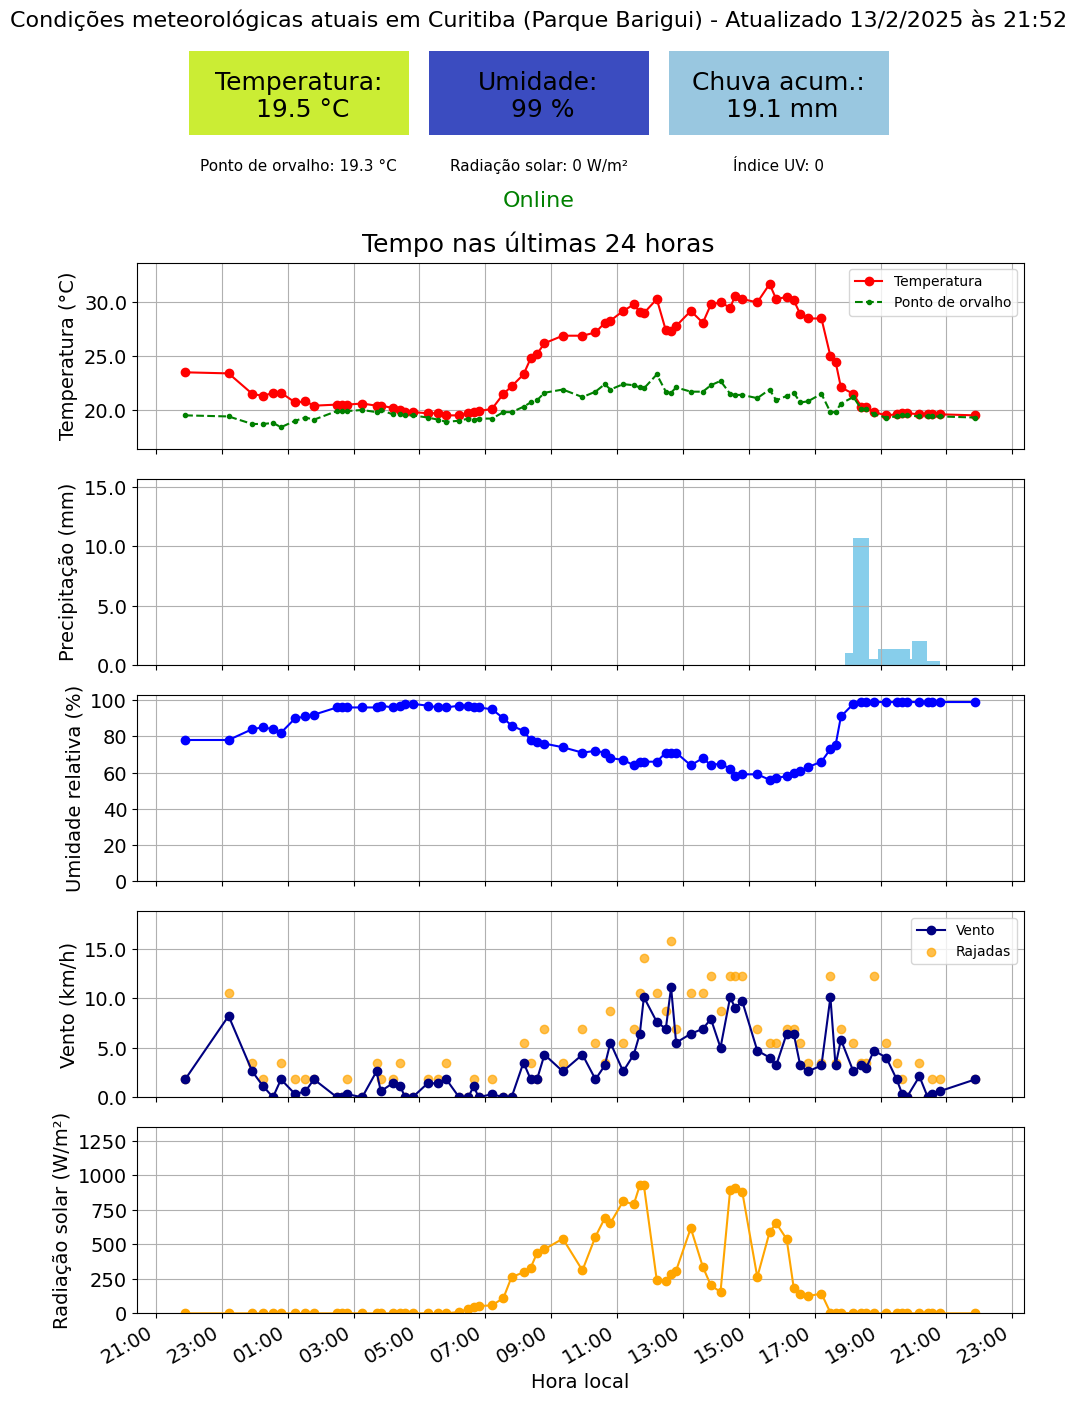 Condições meteorológicas atuais em Curitiba (Parque Barigui) - Atualizado 13/2/2025 às 21:52
Temperatura:
19.5 °C
Umidade:
99 %
Chuva acum.:
19.1 mm
Ponto de orvalho: 19.3 °C
Radiação solar: 0 W/m²
Índice UV: 0
Online
Tempo nas últimas 24 horas
Temperatura (°C)
30.0
25.0
20.0
Temperatura
Ponto de orvalho
Precipitação (mm)
15.0
10.0
5.0
0.0
Umidade relativa (%)
100
80
60
40
20
0
Vento (km/h)
15.0
10.0
5.0
0.0
Vento
Rajadas
Radiação solar (W/m²)
1250
1000
750
500
250
0
21:00
23:00
01:00
03:00
05:00
07:00
09:00
11:00
13:00
15:00
17:00
19:00
21:00
23:00
Hora local